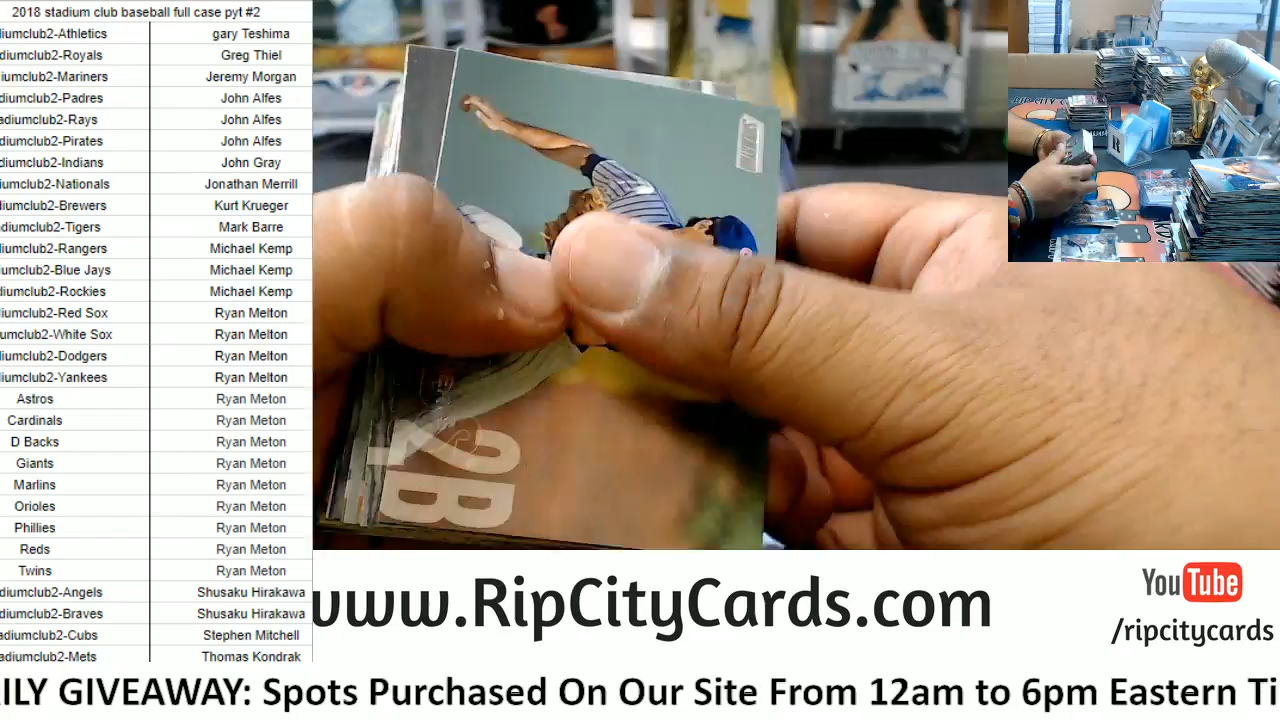 2018 stadium club baseball full case pyt #2
diumclub2-Athletics gary Teshima
diumclub2-Royals Greg Thiel
diumclub2-Mariners Jeremy Morgan
diumclub2-Padres John Alfes
adiumclub2-Rays John Alfes
diumclub2-Pirates John Alfes
diumclub2-Indians John Gray
diumclub2-Nationals Jonathan Merrill
diumclub2-Brewers Kurt Krueger
adiumclub2-Tigers Mark Barre
diumclub2-Rangers Michael Kemp
diumclub2-Blue Jays Michael Kemp
diumclub2-Rockies Michael Kemp
diumclub2-Red Sox Ryan Melton
umclub2-White Sox Ryan Melton
diumclub2-Dodgers Ryan Melton
diumclub2-Yankees Ryan Melton
Astros Ryan Meton
Cardinals Ryan Meton
D Backs Ryan Meton
Giants Ryan Meton
Marlins Ryan Meton
Orioles Ryan Meton
Phillies Ryan Meton
Reds Ryan Meton
Twins Ryan Meton
adiumclub2-Angels Shusaku Hirakawa
diumclub2-Braves Shusaku Hirakawa
adiumclub2-Cubs Stephen Mitchell
adiumclub2-Mets Thomas Kondrak
2B
www.RipCityCards.com
YouTube
/ripcitycards
ILY GIVEAWAY: Spots Purchased On Our Site From 12am to 6pm Eastern Ti